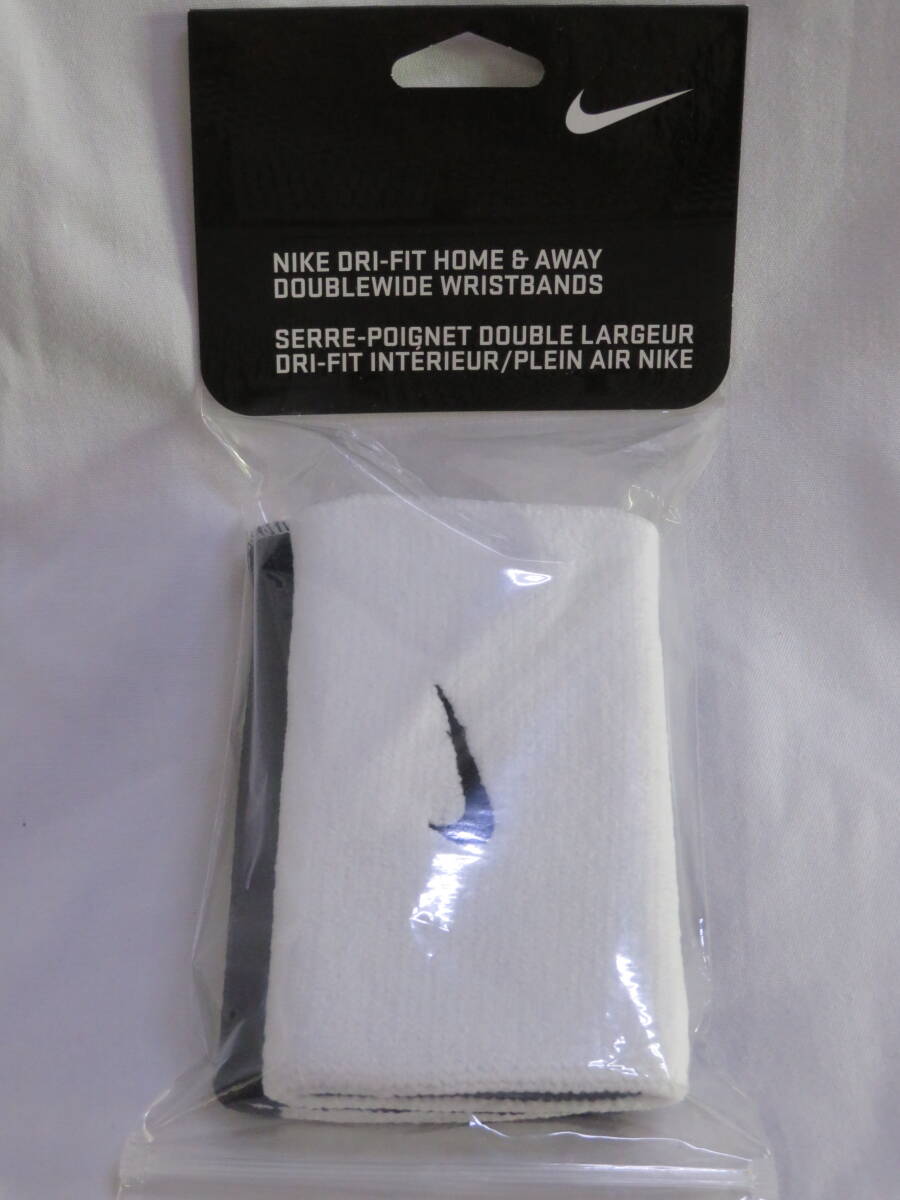 NIKE DRI-FIT HOME & AWAY
DOUBLEWIDE WRISTBANDS
SERRE-POIGNET DOUBLE LARGEUR
DRI-FIT INTÉRIEUR/PLEIN AIR NIKE